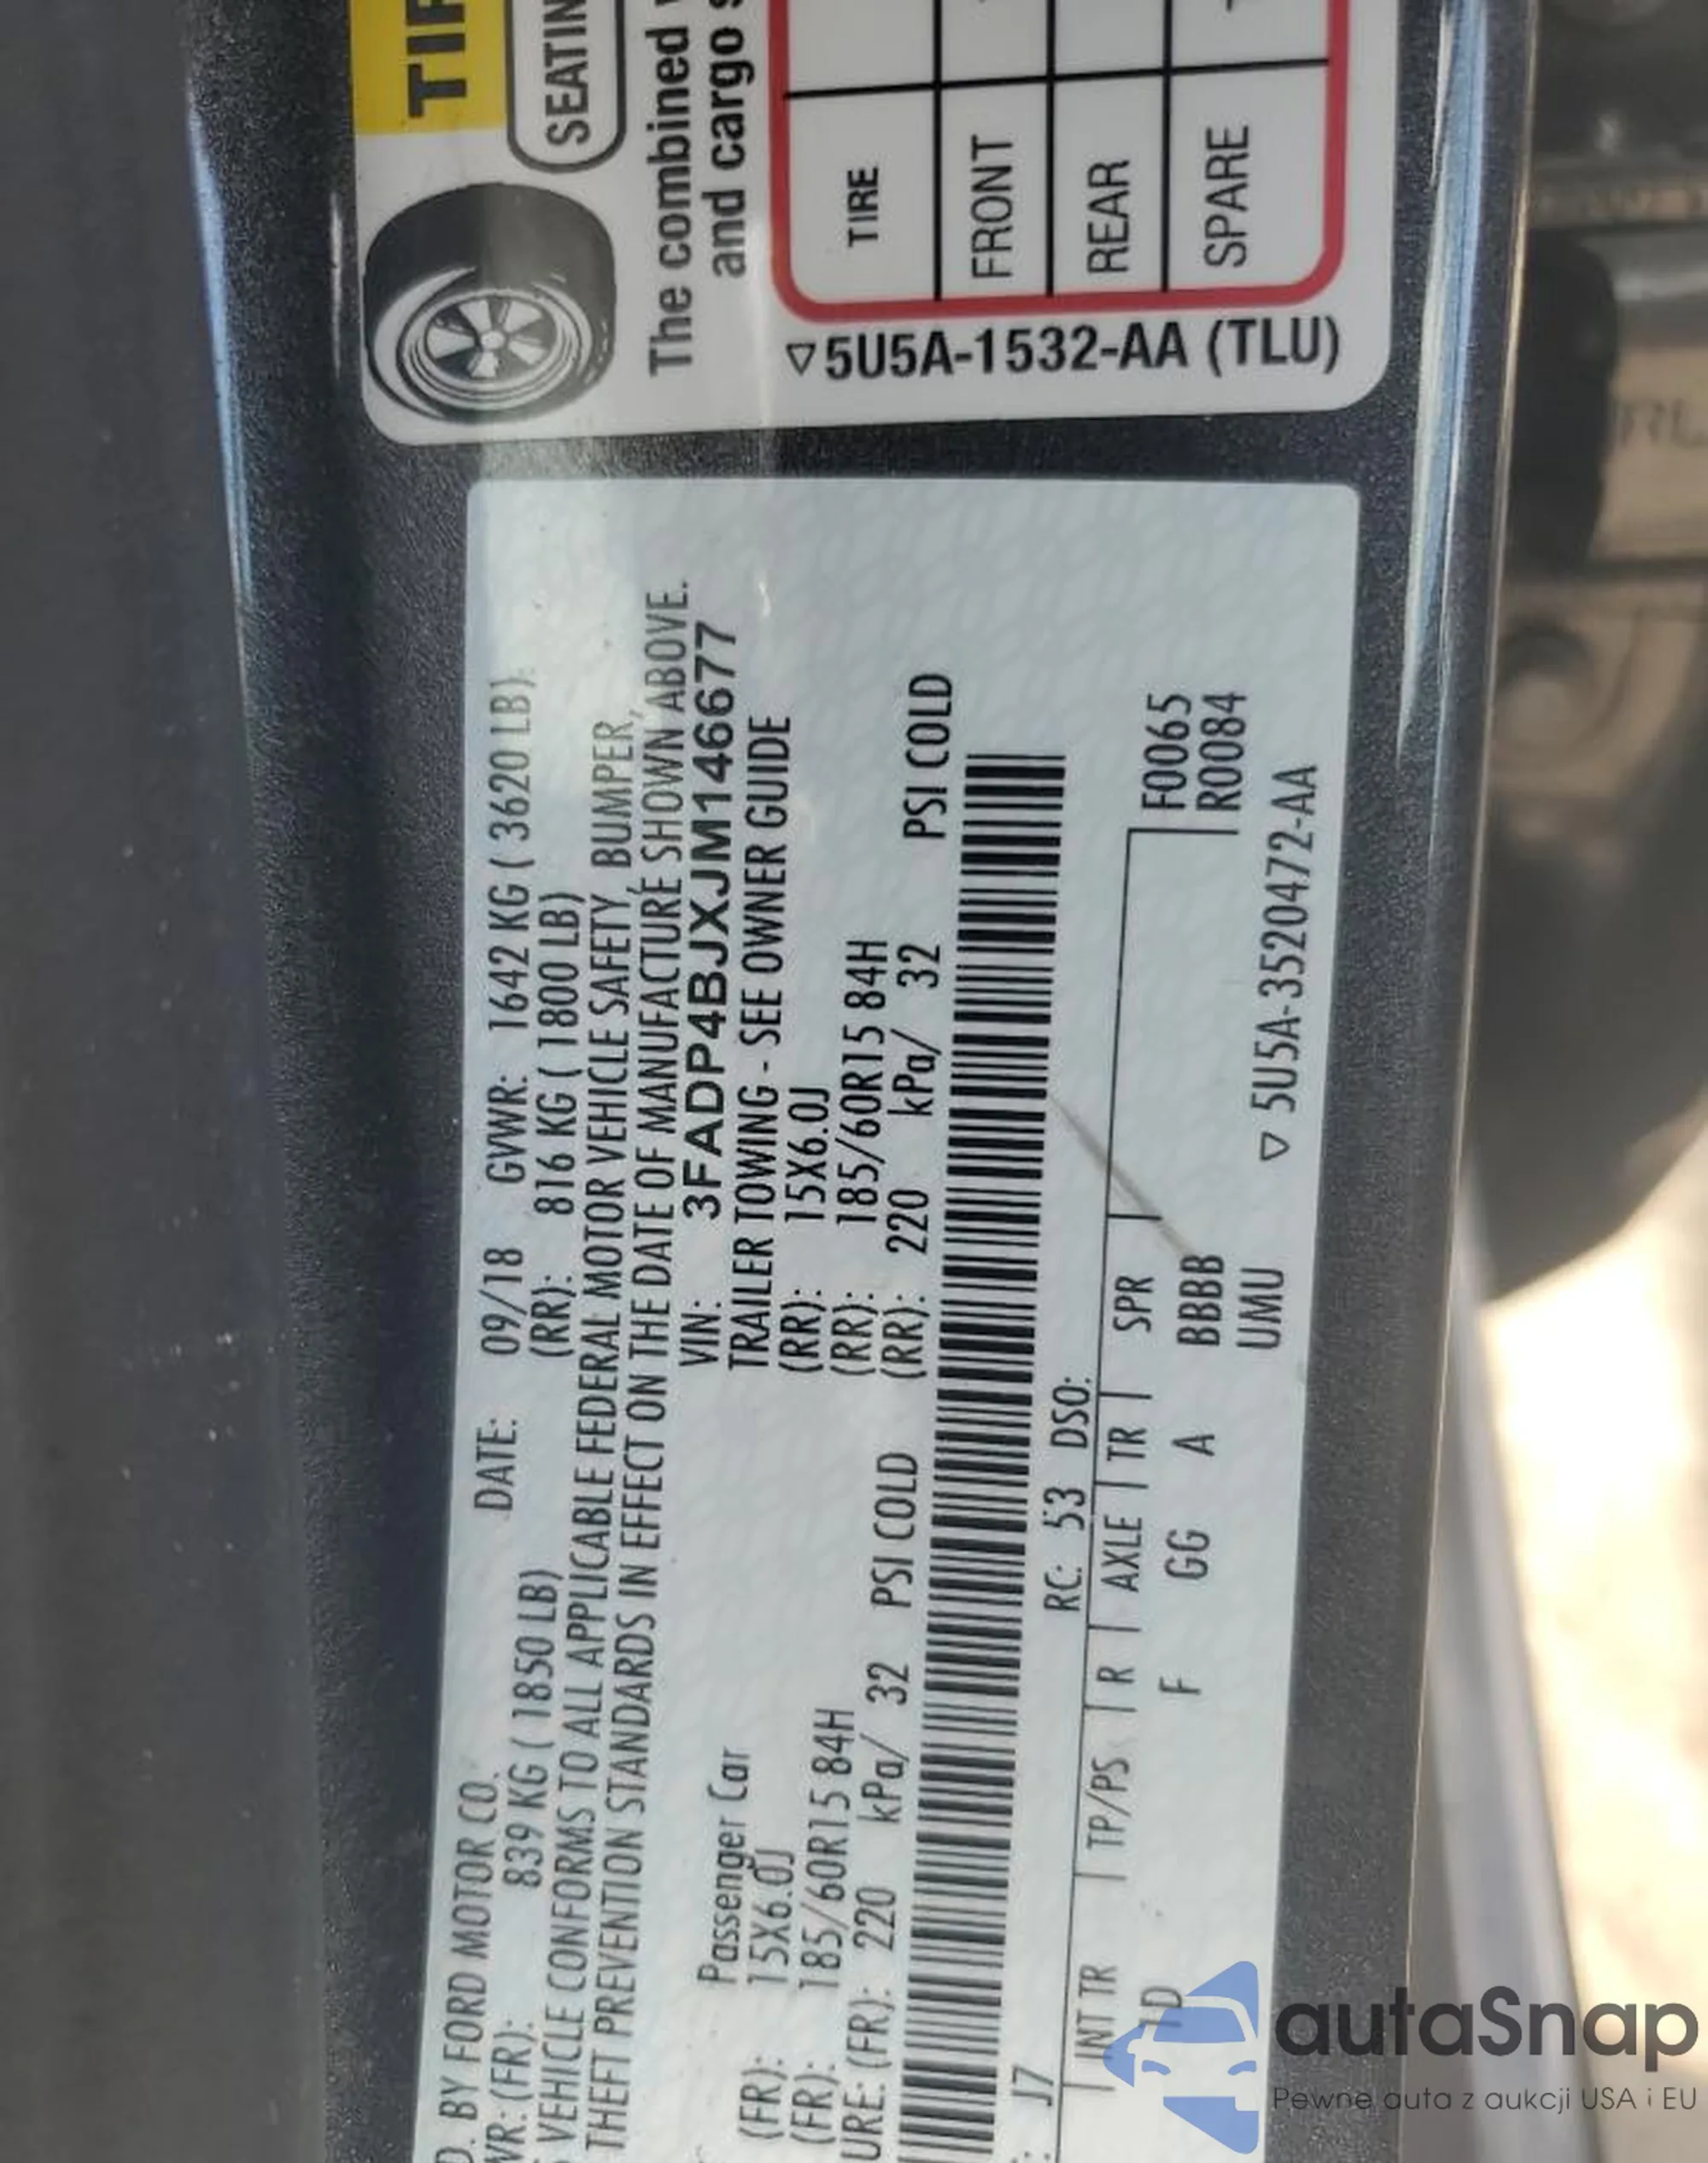 TIR
SEATIN
The combined
and cargo
TIRE
FRONT
REAR
SPARE
▽5U5A-1532-AA (TLU)
D. BY FORD MOTOR CO. DATE: 09/18 GVWR: 1642 KG ( 3620 LB)
WR: (FR): 839 KG ( 1850 LB) (RR): 816 KG ( 1800 LB)
VEHICLE CONFORMS TO ALL APPLICABLE FEDERAL MOTOR VEHICLE SAFETY, BUMPER,
THEFT PREVENTION STANDARDS IN EFFECT ON THE DATE OF MANUFACTURE SHOWN ABOVE.
VIN: 3FADP4BJXJM146677
Passenger Car TRAILER TOWING - SEE OWNER GUIDE
(FR): 15X6.0J (RR): 15X6.0J
(FR): 185/60R15 84H (RR): 185/60R15 84H
URE: (FR): 220 kPa/ 32 PSI COLD (RR): 220 kPa/ 32 PSI COLD
: J7 RC: 53 DSO:
INT TR TP/PS R AXLE TR SPR F0065
TD F GG A BBBB R0084
UMU ▽ 5U5A-3520472-AA
autaSnap
Pewne auta z aukcji USA i EU